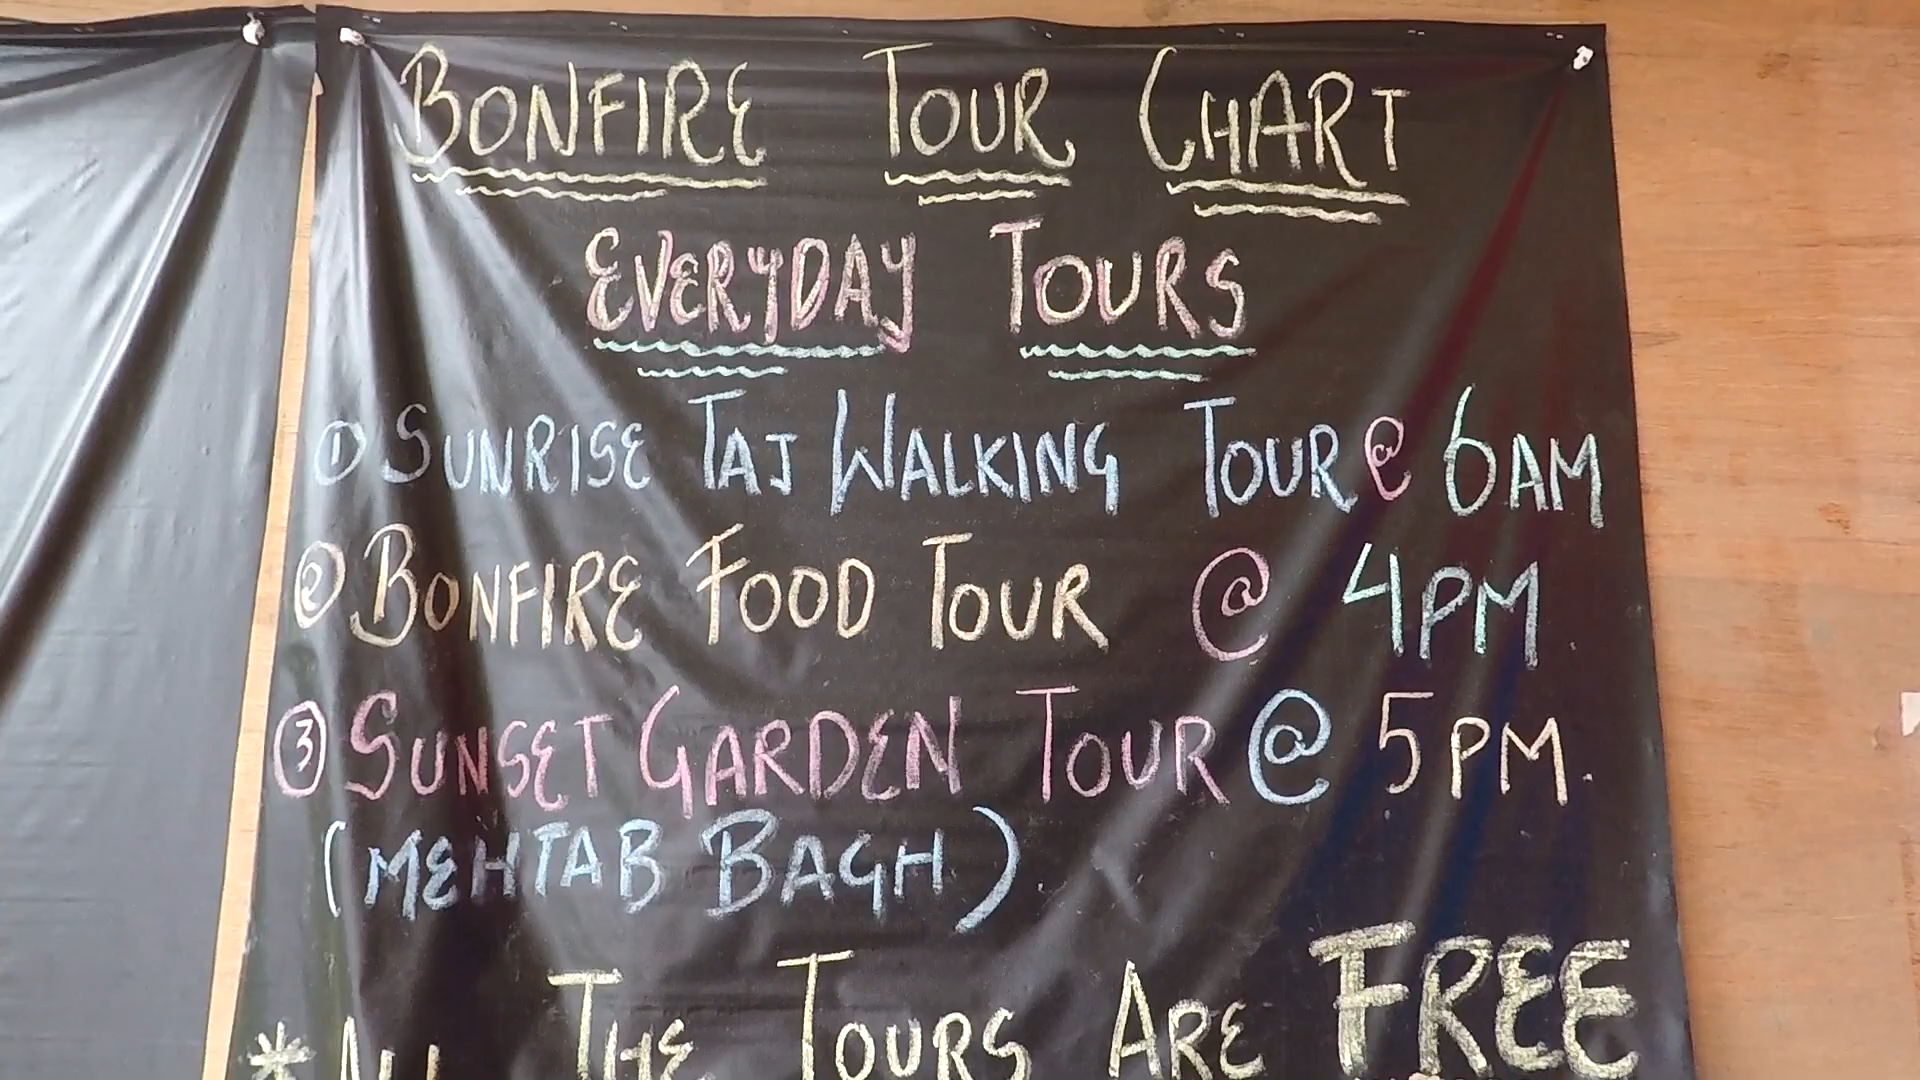 BONFIRE TOUR CHART
EVERYDAY TOURS
① SUNRISE TAJ WALKING TOUR @ 6AM
② BONFIRE FOOD TOUR @ 4PM
③ SUNSET GARDEN TOUR @ 5PM.
(MEHTAB BAGH)
* ALL THE TOURS ARE FREE